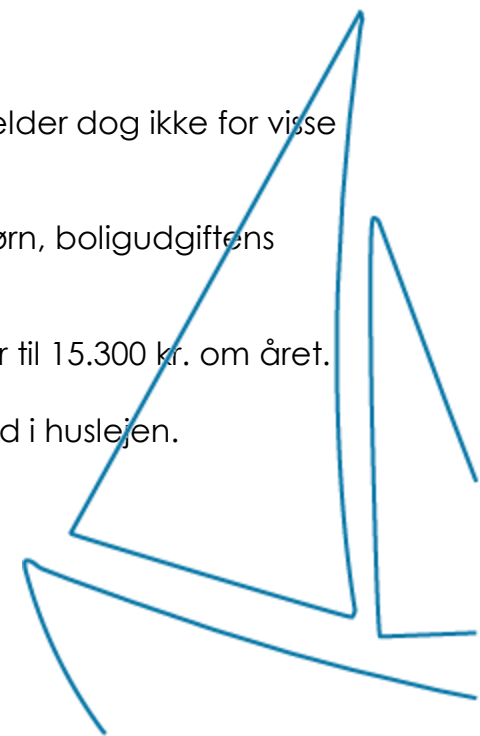 elder dog ikke for visse
ørn, boligudgiftens
r til 15.300 kr. om året.
d i huslejen.